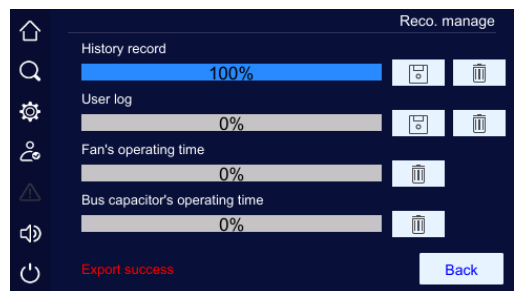 Reco. manage
History record
100%
User log
0%
Fan's operating time
0%
Bus capacitor's operating time
0%
Export success
Back